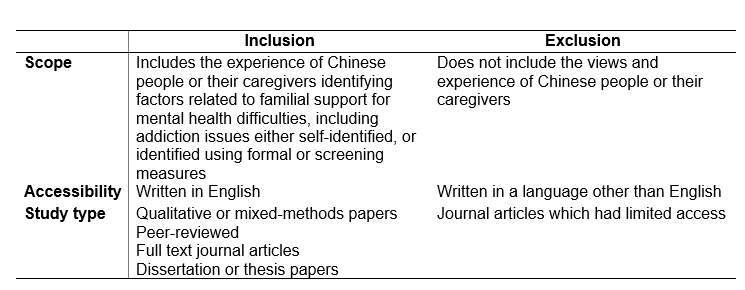 Inclusion Exclusion
Scope Includes the experience of Chinese Does not include the views and
people or their caregivers identifying experience of Chinese people or their
factors related to familial support for caregivers
mental health difficulties, including
addiction issues either self-identified, or
identified using formal or screening
measures
Accessibility Written in English Written in a language other than English
Study type Qualitative or mixed-methods papers Journal articles which had limited access
Peer-reviewed
Full text journal articles
Dissertation or thesis papers